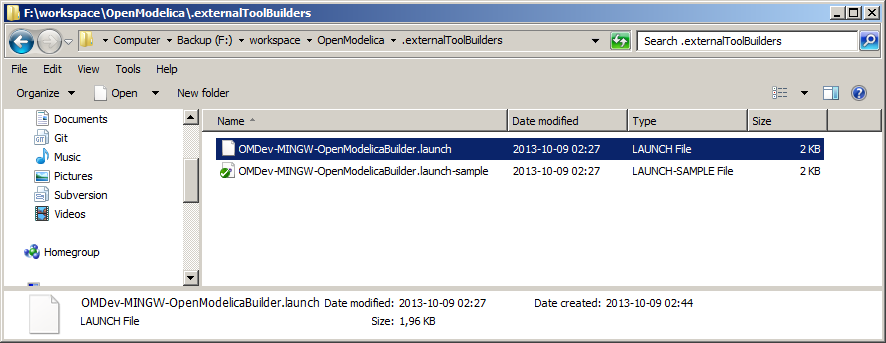 F:\workspace\OpenModelica\.externalToolBuilders
Computer Backup (F:) workspace OpenModelica .externalToolBuilders Search .externalToolBuilders
File Edit View Tools Help
Organize Open New folder
Documents
Git
GIT
Music
Pictures
Subversion
Videos
Homegroup
Name Date modified Type Size
OMDev-MINGW-OpenModelicaBuilder.launch 2013-10-09 02:27 LAUNCH File 2 KB
OMDev-MINGW-OpenModelicaBuilder.launch-sample 2013-10-09 02:27 LAUNCH-SAMPLE File 2 KB
OMDev-MINGW-OpenModelicaBuilder.launch Date modified: 2013-10-09 02:27 Date created: 2013-10-09 02:44
LAUNCH File Size: 1,96 KB